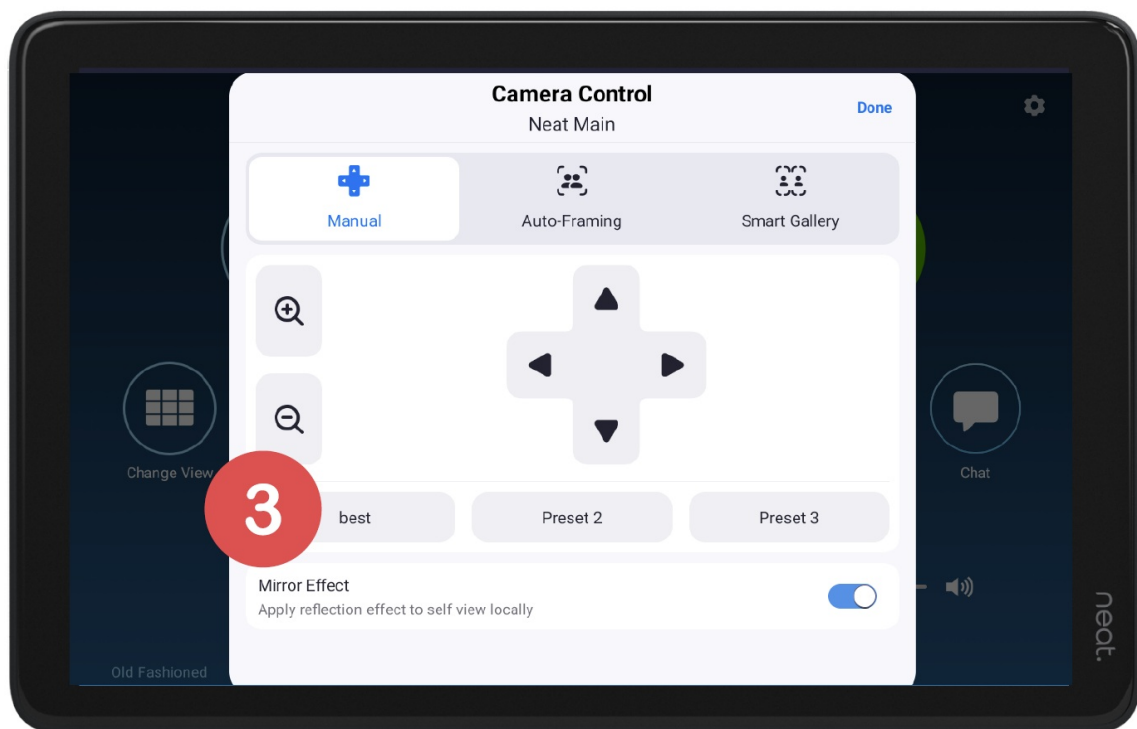 Camera Control
Done
Neat Main
Manual
Auto-Framing
Smart Gallery
Change View
Chat
3
best
Preset 2
Preset 3
Mirror Effect
Apply reflection effect to self view locally
Old Fashioned
neat.